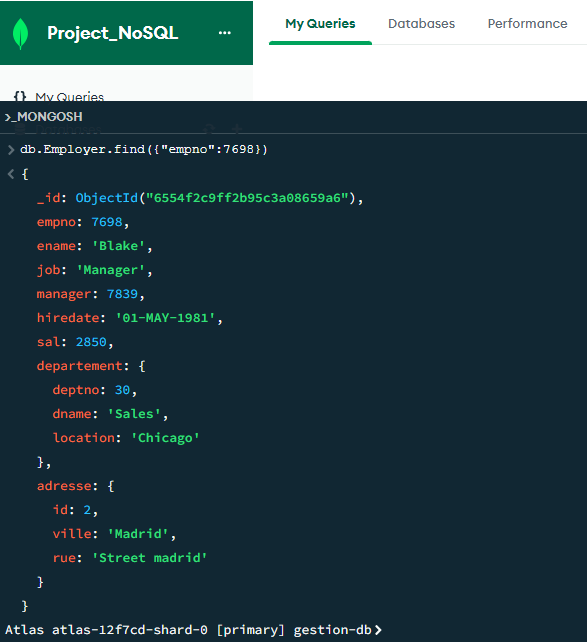 Project_NoSQL ...
My Queries Databases Performance
{} My Queries
>_MONGOSH
> db.Employer.find({"empno":7698})
< {
_id: ObjectId("6554f2c9ff2b95c3a08659a6"),
empno: 7698,
ename: 'Blake',
job: 'Manager',
manager: 7839,
hiredate: '01-MAY-1981',
sal: 2850,
departement: {
deptno: 30,
dname: 'Sales',
location: 'Chicago'
},
adresse: {
id: 2,
ville: 'Madrid',
rue: 'Street madrid'
}
}
Atlas atlas-12f7cd-shard-0 [primary] gestion-db>